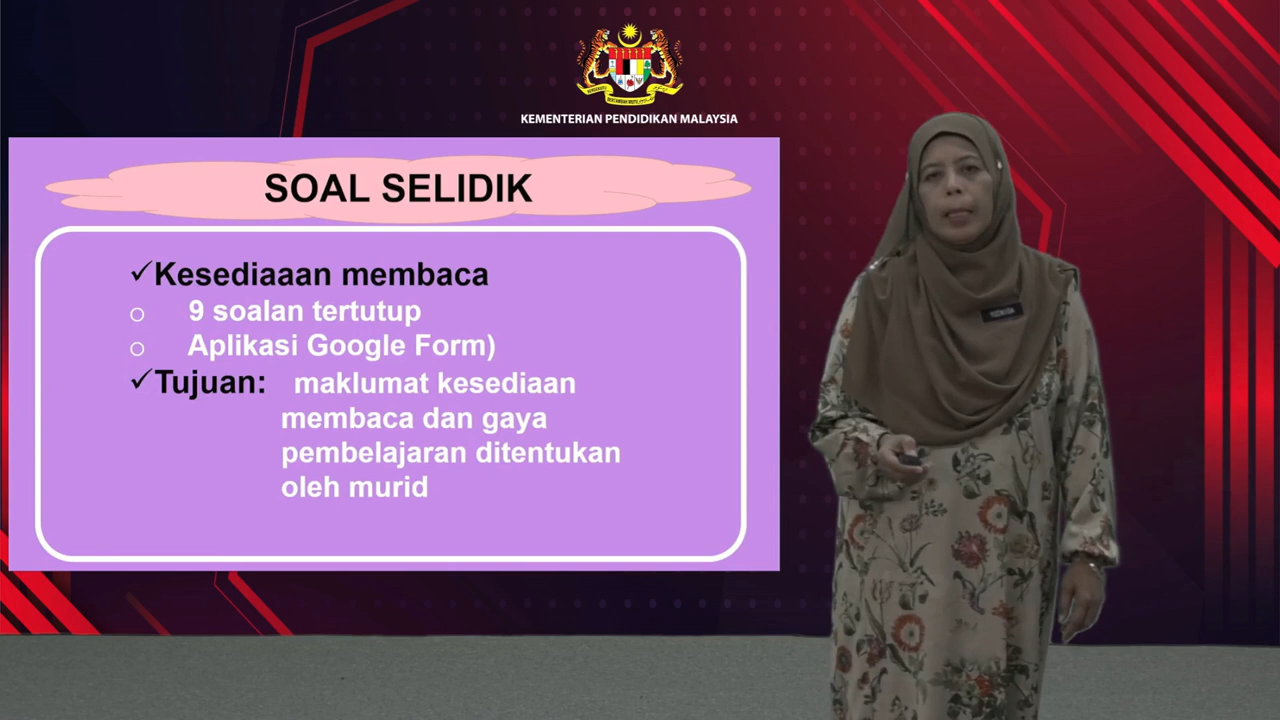 KEMENTERIAN PENDIDIKAN MALAYSIA
SOAL SELIDIK
✓Kesediaaan membaca
o 9 soalan tertutup
o Aplikasi Google Form)
✓Tujuan: maklumat kesediaan
membaca dan gaya
pembelajaran ditentukan
oleh murid